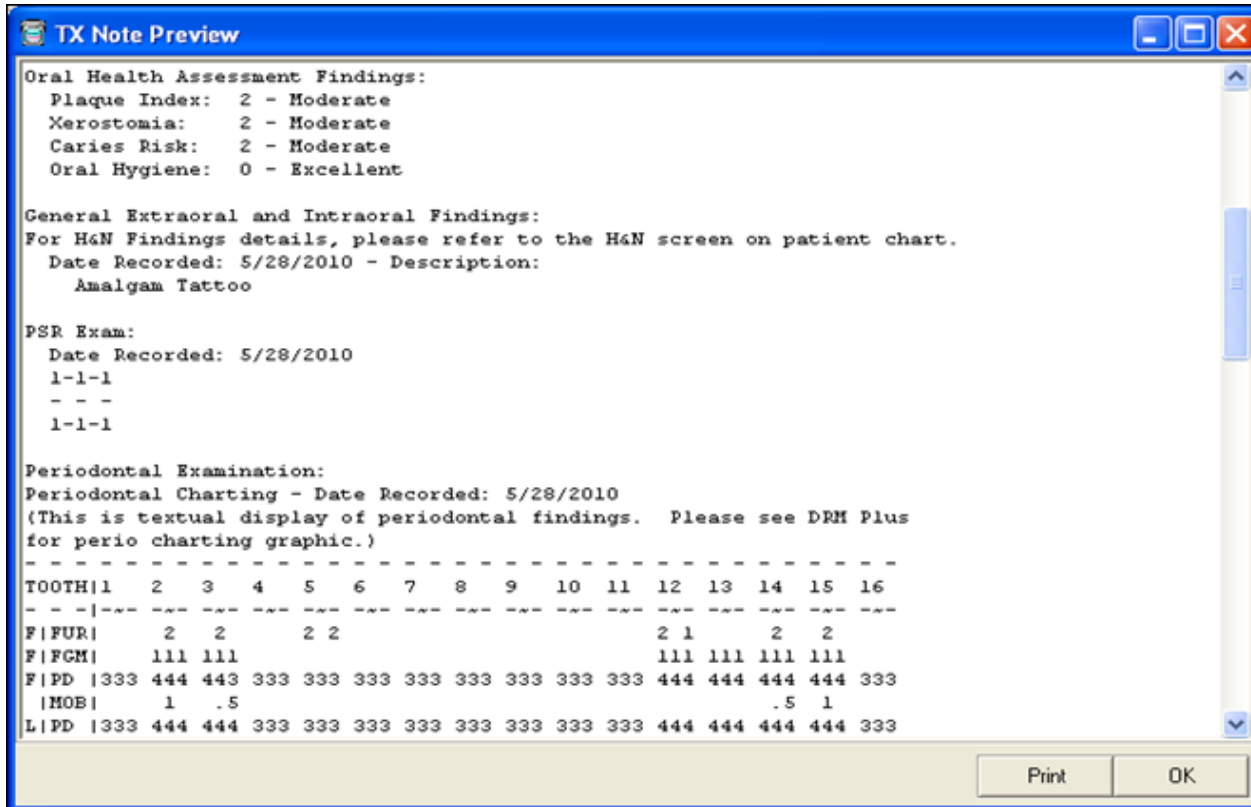 TX Note Preview
Oral Health Assessment Findings:
  Plaque Index:  2 - Moderate
  Xerostomia:    2 - Moderate
  Caries Risk:   2 - Moderate
  Oral Hygiene:  0 - Excellent

General Extraoral and Intraoral Findings:
For H&N Findings details, please refer to the H&N screen on patient chart.
  Date Recorded: 5/28/2010 - Description:
    Amalgam Tattoo

PSR Exam:
  Date Recorded: 5/28/2010
  1-1-1
  - - -
  1-1-1

Periodontal Examination:
Periodontal Charting - Date Recorded: 5/28/2010
(This is textual display of periodontal findings.  Please see DRM Plus
for perio charting graphic.)
- - - - - - - - - - - - - - - - - - - - - - - - - - - - - - - - - - -
TOOTH|1   2   3   4   5   6   7   8   9   10  11  12  13  14  15  16
- - -|-~- -~- -~- -~- -~- -~- -~- -~- -~- -~- -~- -~- -~- -~- -~- -~-
F|FUR|     2   2      2 2                         2 1      2   2
F|FGM|    111 111                                 111 111 111 111
F|PD |333 444 443 333 333 333 333 333 333 333 333 444 444 444 444 333
 |MOB|     1   .5                                          .5  1
L|PD |333 444 444 333 333 333 333 333 333 333 333 444 444 444 444 333
Print OK